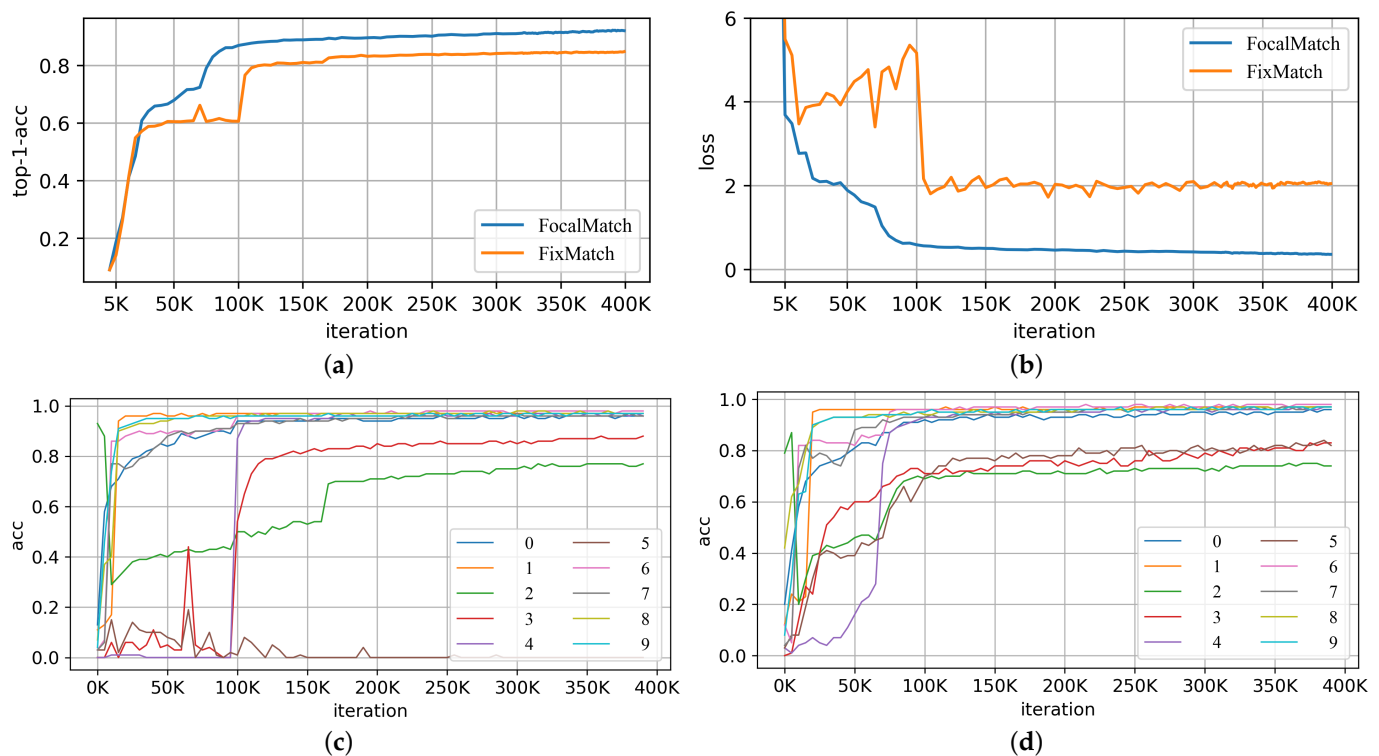 0.8
0.6
0.4
0.2
top-1-acc
FocalMatch
FixMatch
5K 50K 100K 150K 200K 250K 300K 350K 400K
iteration
(a)
6
4
2
0
loss
FocalMatch
FixMatch
5K 50K 100K 150K 200K 250K 300K 350K 400K
iteration
(b)
1.0
0.8
0.6
0.4
0.2
0.0
acc
0 5
1 6
2 7
3 8
4 9
0K 50K 100K 150K 200K 250K 300K 350K 400K
iteration
(c)
1.0
0.8
0.6
0.4
0.2
0.0
acc
0 5
1 6
2 7
3 8
4 9
0K 50K 100K 150K 200K 250K 300K 350K 400K
iteration
(d)